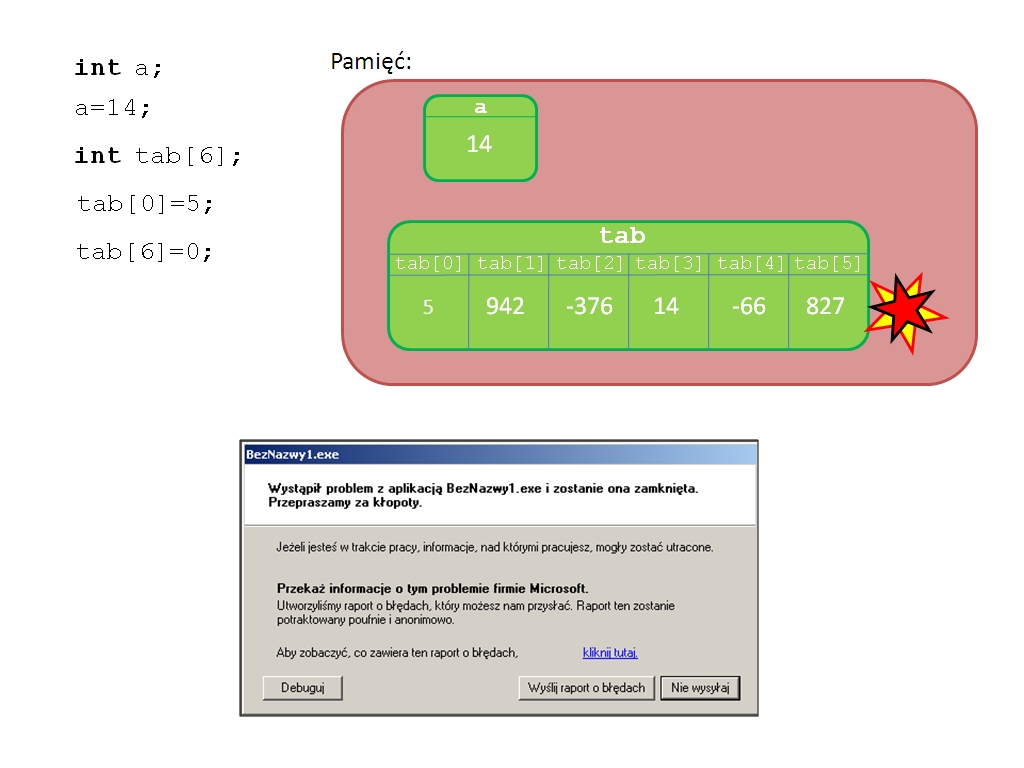 int a;
a=14;
int tab[6];
tab[0]=5;
tab[6]=0;
Pamięć:
a
14
tab
tab[0] tab[1] tab[2] tab[3] tab[4] tab[5]
5 942 -376 14 -66 827
BezNazwy1.exe
Wystąpił problem z aplikacją BezNazwy1.exe i zostanie ona zamknięta.
Przepraszamy za kłopoty.
Jeżeli jesteś w trakcie pracy, informacje, nad którymi pracujesz, mogły zostać utracone.
Przekaż informacje o tym problemie firmie Microsoft.
Utworzyliśmy raport o błędach, który możesz nam przysłać. Raport ten zostanie
potraktowany poufnie i anonimowo.
Aby zobaczyć, co zawiera ten raport o błędach, kliknij tutaj.
Debuguj Wyślij raport o błędach Nie wysyłaj